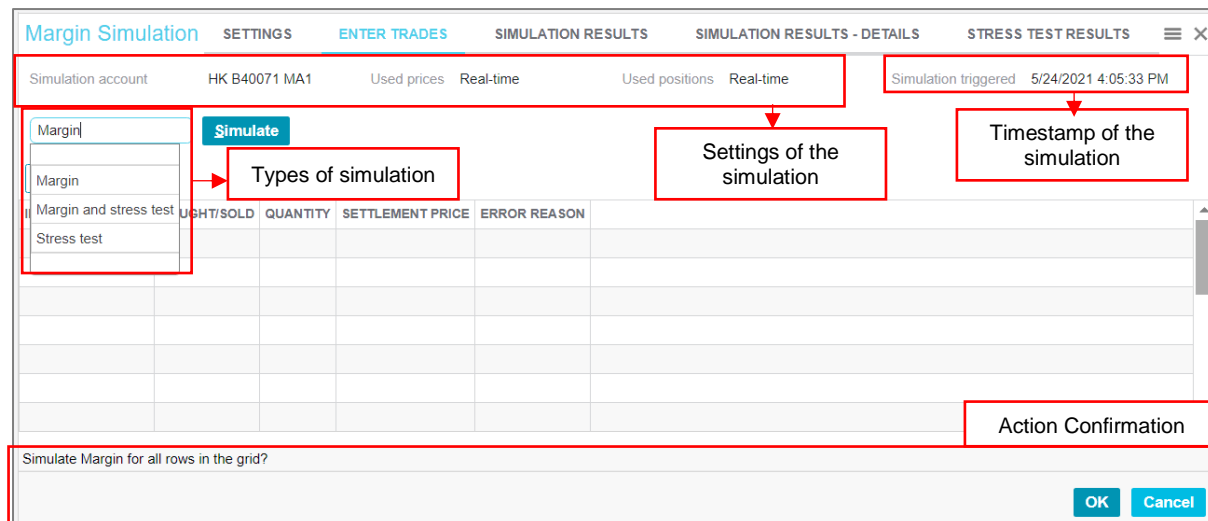 Margin Simulation SETTINGS ENTER TRADES SIMULATION RESULTS SIMULATION RESULTS - DETAILS STRESS TEST RESULTS
Simulation account HK B40071 MA1 Used prices Real-time Used positions Real-time Simulation triggered 5/24/2021 4:05:33 PM
Margin Simulate
Timestamp of the
simulation
Settings of the
simulation
Types of simulation
Margin
Margin and stress test
Stress test
UGHT/SOLD QUANTITY SETTLEMENT PRICE ERROR REASON
Action Confirmation
Simulate Margin for all rows in the grid?
OK Cancel